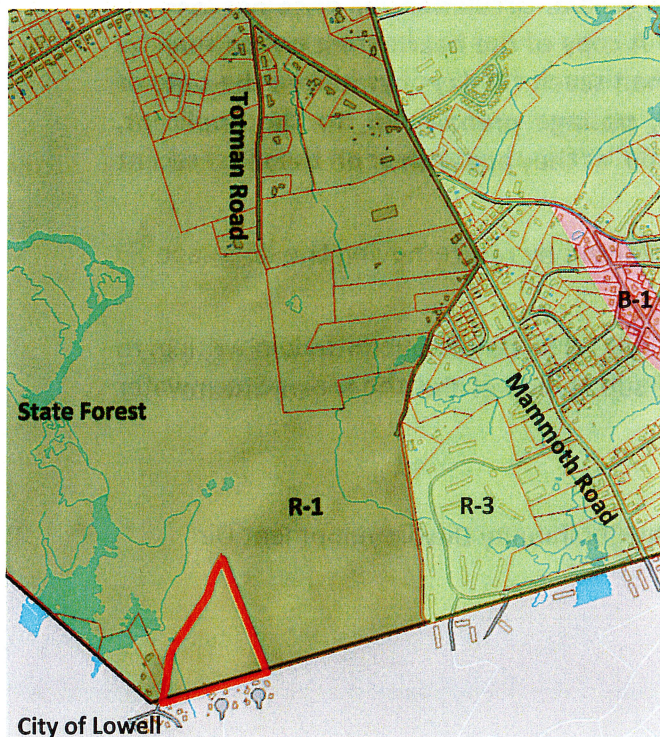 Totman Road
B-1
State Forest
Mammoth Road
R-1
R-3
City of Lowell